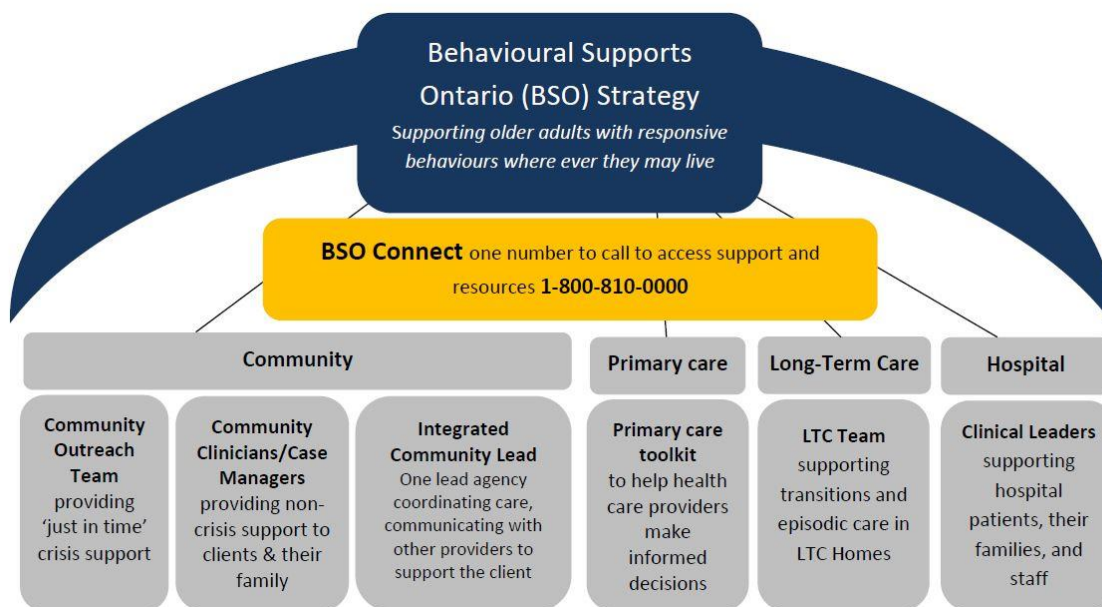 Behavioural Supports
Ontario (BSO) Strategy
Supporting older adults with responsive
behaviours where ever they may live
BSO Connect one number to call to access support and
resources 1-800-810-0000
Community
Community
Outreach
Team
providing
‘just in time’
crisis support
Community
Clinicians/Case
Managers
providing non-
crisis support to
clients & their
family
Integrated
Community Lead
One lead agency
coordinating care,
communicating with
other providers to
support the client
Primary care
Primary care
toolkit
to help health
care providers
make
informed
decisions
Long-Term Care
LTC Team
supporting
transitions and
episodic care in
LTC Homes
Hospital
Clinical Leaders
supporting
hospital
patients, their
families, and
staff